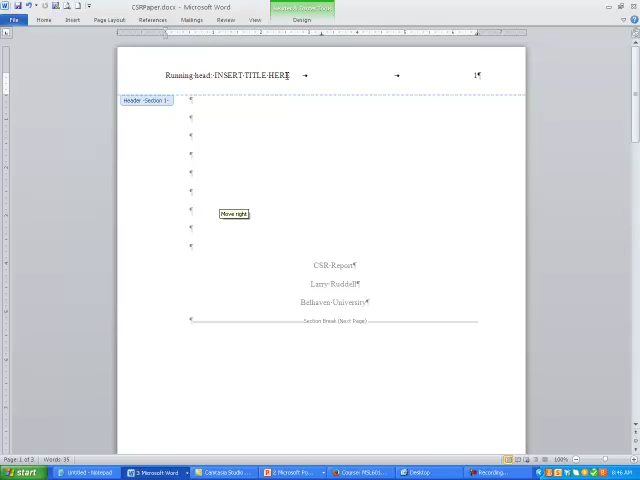 CSRPaper.docx - Microsoft Word
File Home Insert Page Layout References Mailings Review View Design
Running head: INSERT TITLE HERE 1¶
Header -Section 1-
Move right
CSR·Report¶
Larry·Ruddell¶
Belhaven·University¶
Section Break (Next Page)
Page: 1 of 3 Words: 35 100%
start Untitled - Notepad 3 Microsoft Word Camtasia Studio ... 2 Microsoft Po... Course: MSL601... Desktop Recording... 8:46 AM